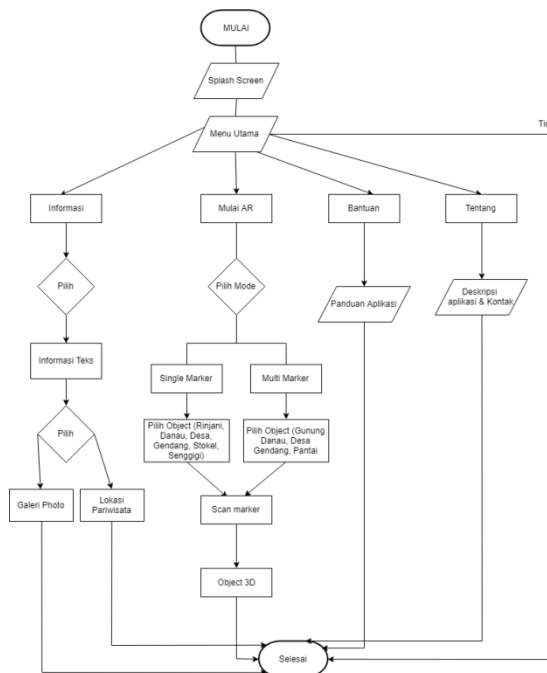 MULAI
Splash Screen
Menu Utama
Informasi
Mulai AR
Bantuan
Tentang
Pilih
Pilih Mode
Panduan Aplikasi
Deskripsi
aplikasi & Kontak
Informasi Teks
Single Marker
Multi Marker
Pilih
Pilih Object (Rinjani,
Danau, Desa,
Gendang, Stokel,
Senggigi)
Pilih Object (Gunung
Danau, Desa
Gendang, Pantai
Galeri Photo
Lokasi
Pariwisata
Scan marker
Object 3D
Selesai